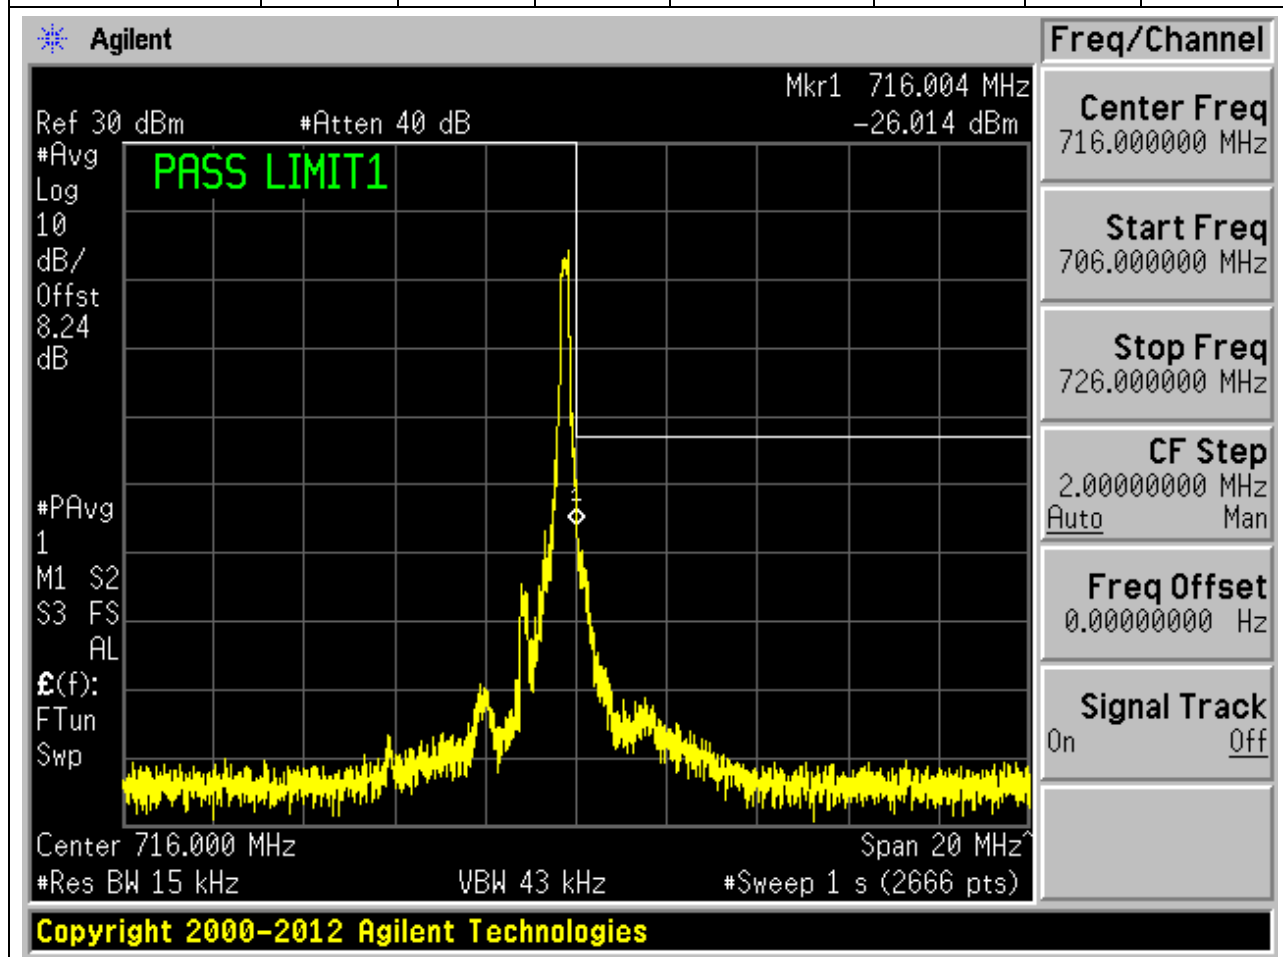 Agilent
Freq/Channel
Mkr1 716.004 MHz
Ref 30 dBm #Atten 40 dB -26.014 dBm
#Avg
Log
10
dB/
Offst
8.24
dB
PASS LIMIT1
1
#PAvg
1
M1 S2
S3 FS
AL
£(f):
FTun
Swp
Center 716.000 MHz Span 20 MHz^
#Res BW 15 kHz VBW 43 kHz #Sweep 1 s (2666 pts)
Center Freq
716.000000 MHz
Start Freq
706.000000 MHz
Stop Freq
726.000000 MHz
CF Step
2.00000000 MHz
Auto Man
Freq Offset
0.00000000 Hz
Signal Track
On Off
Copyright 2000-2012 Agilent Technologies